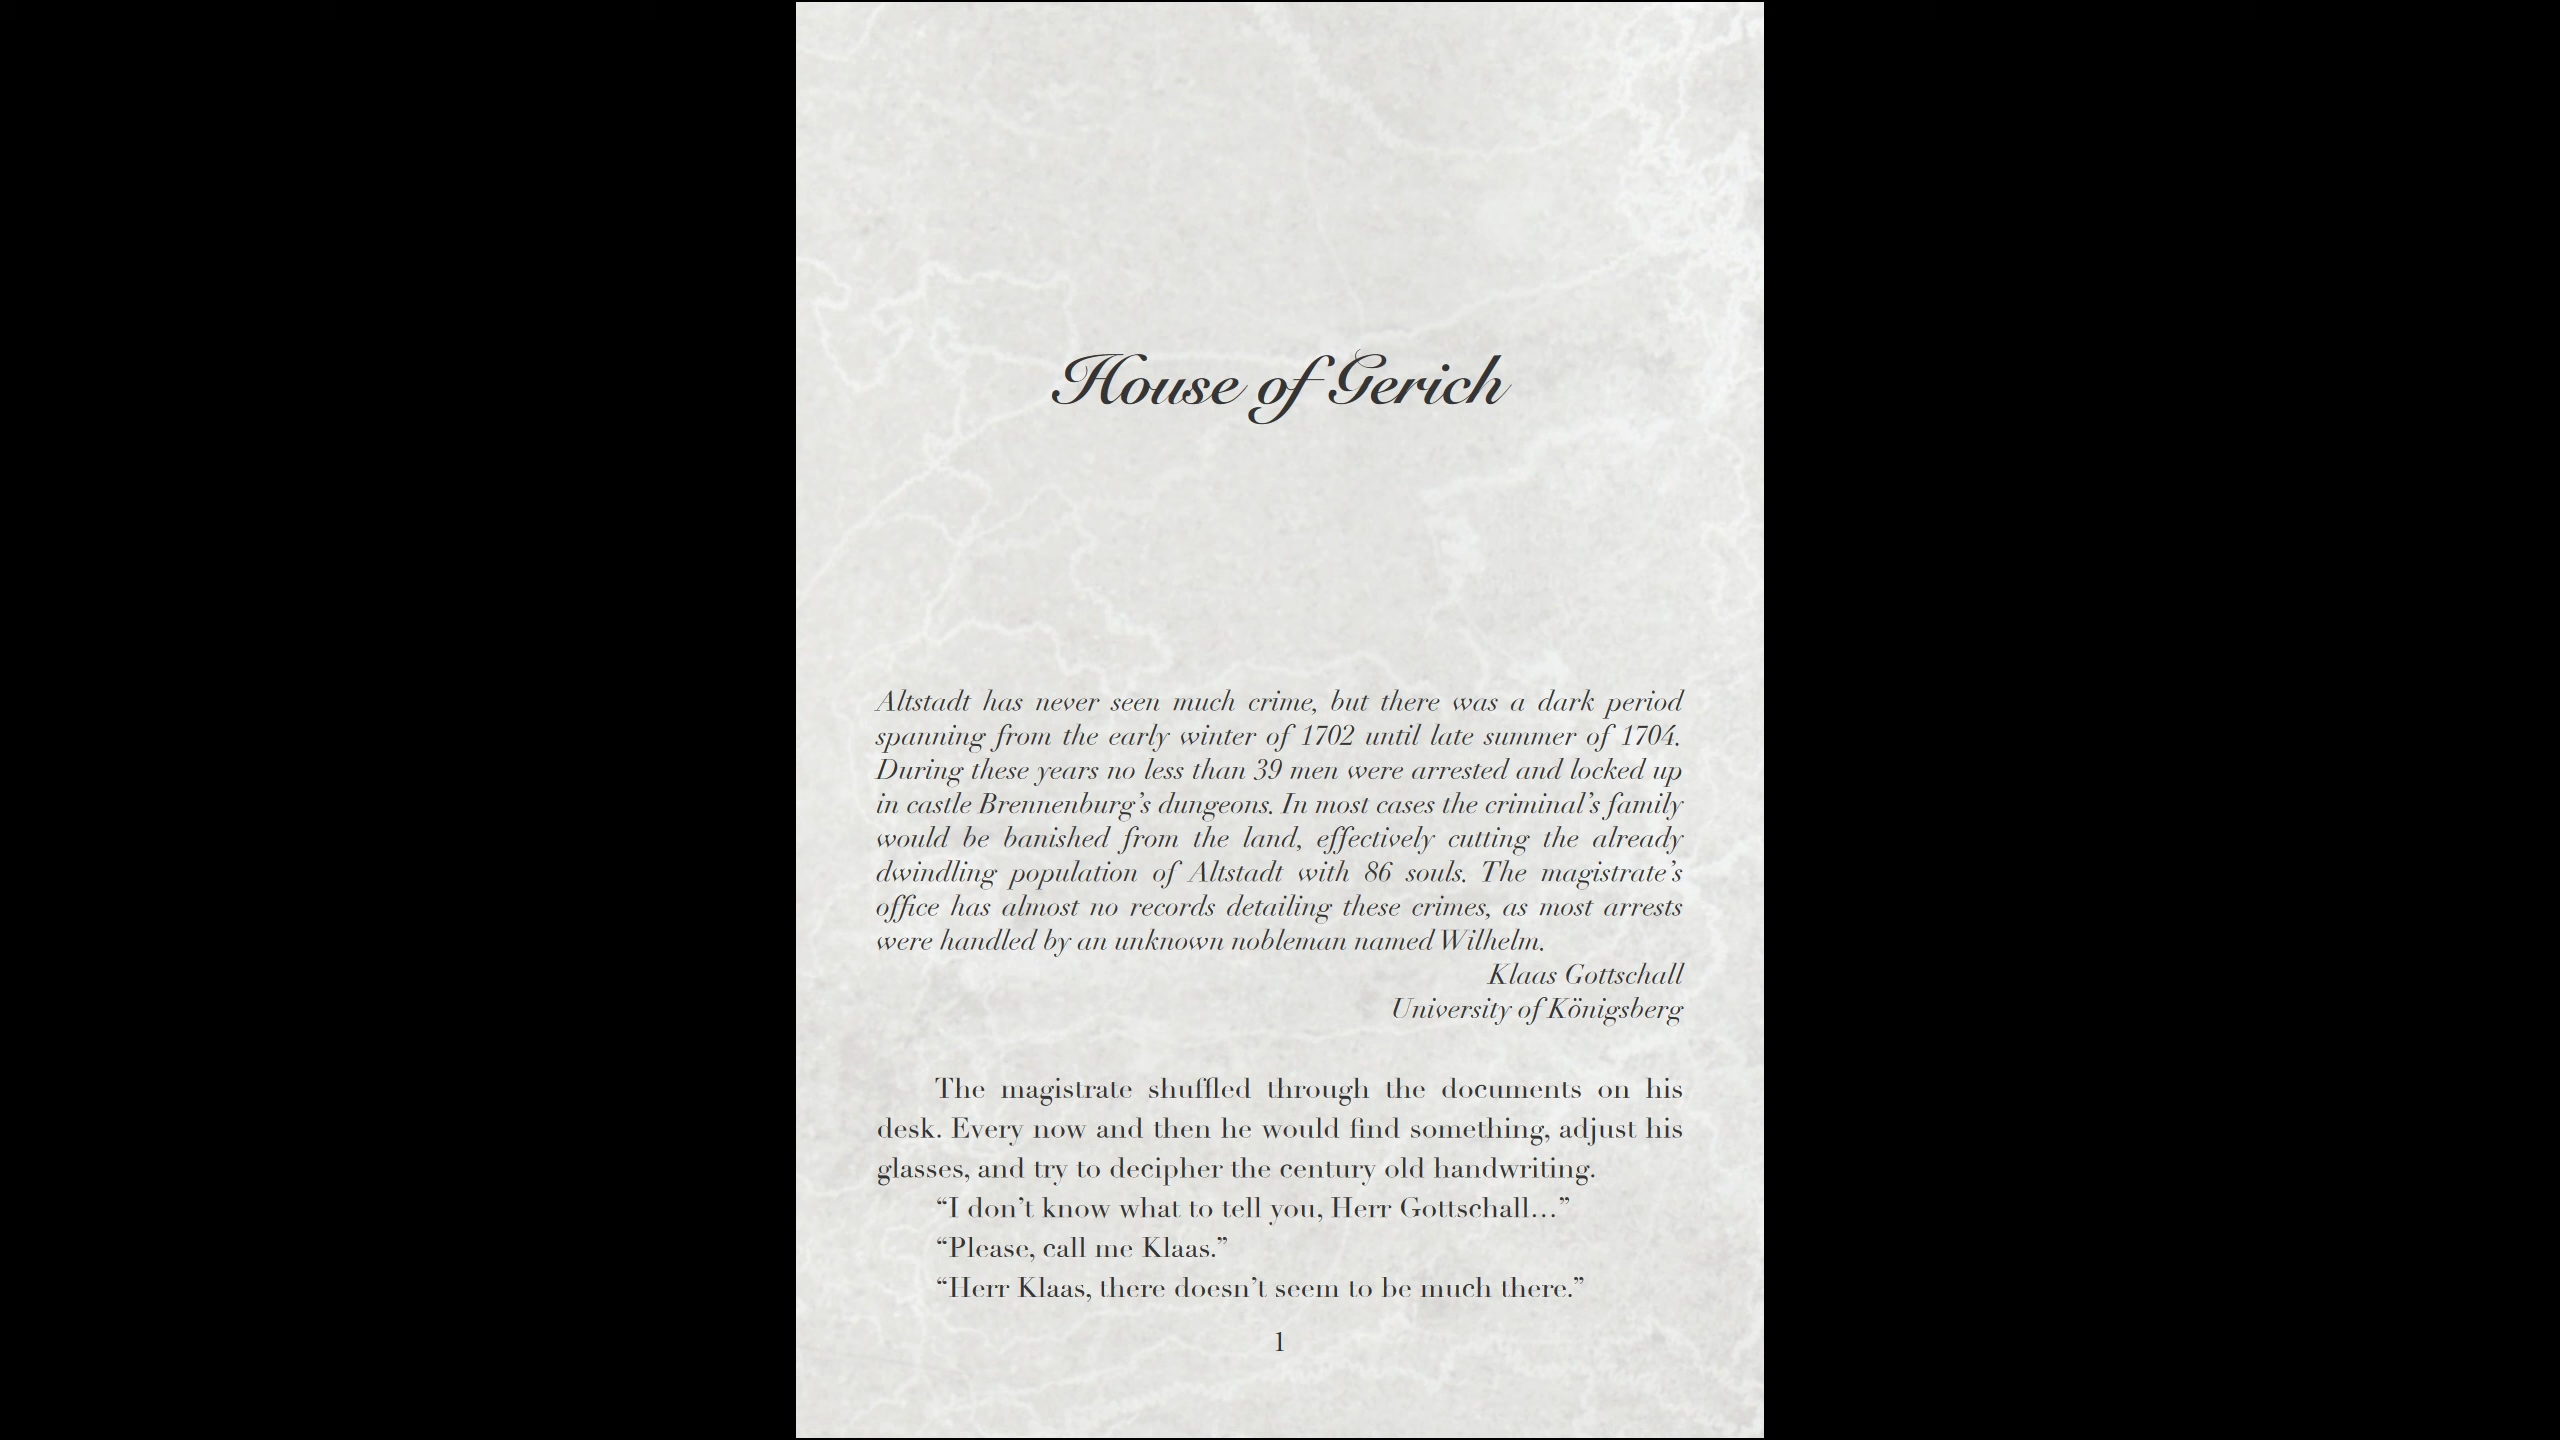 House of Gerich
Altstadt has never seen much crime, but there was a dark period
spanning from the early winter of 1702 until late summer of 1704.
During these years no less than 39 men were arrested and locked up
in castle Brennenburg’s dungeons. In most cases the criminal’s family
would be banished from the land, effectively cutting the already
dwindling population of Altstadt with 86 souls. The magistrate’s
office has almost no records detailing these crimes, as most arrests
were handled by an unknown nobleman named Wilhelm.
Klaas Gottschall
University of Königsberg
The magistrate shuffled through the documents on his
desk. Every now and then he would find something, adjust his
glasses, and try to decipher the century old handwriting.
“I don’t know what to tell you, Herr Gottschall…”
“Please, call me Klaas.”
“Herr Klaas, there doesn’t seem to be much there.”
1